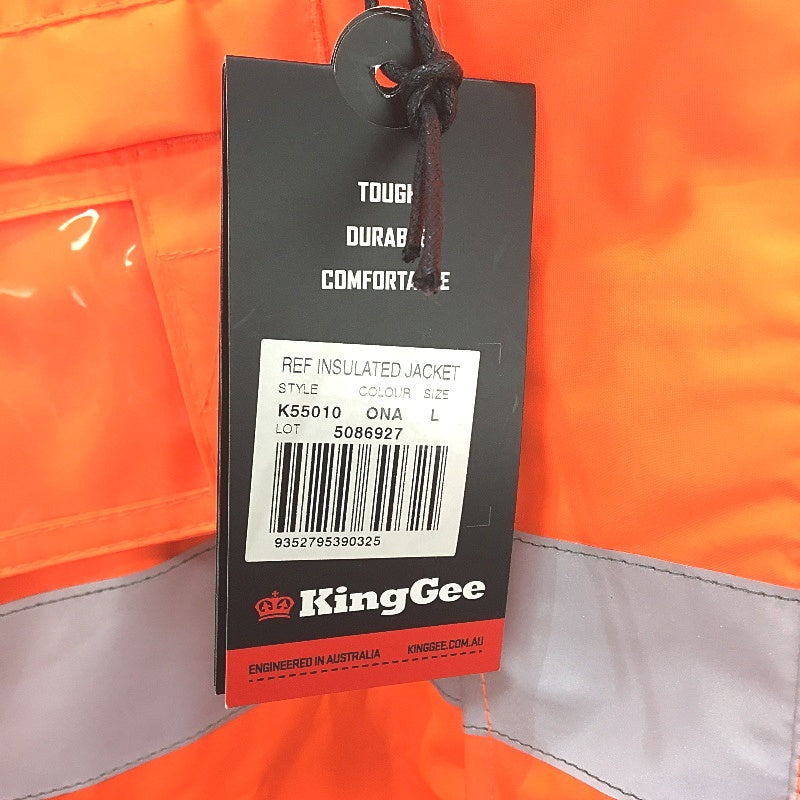 TOUGH
DURABLE
COMFORTABLE
REF INSULATED JACKET
STYLE COLOUR SIZE
K55010 ONA L
LOT 5086927
9352795390325
KingGee
ENGINEERED IN AUSTRALIA KINGGEE.COM.AU